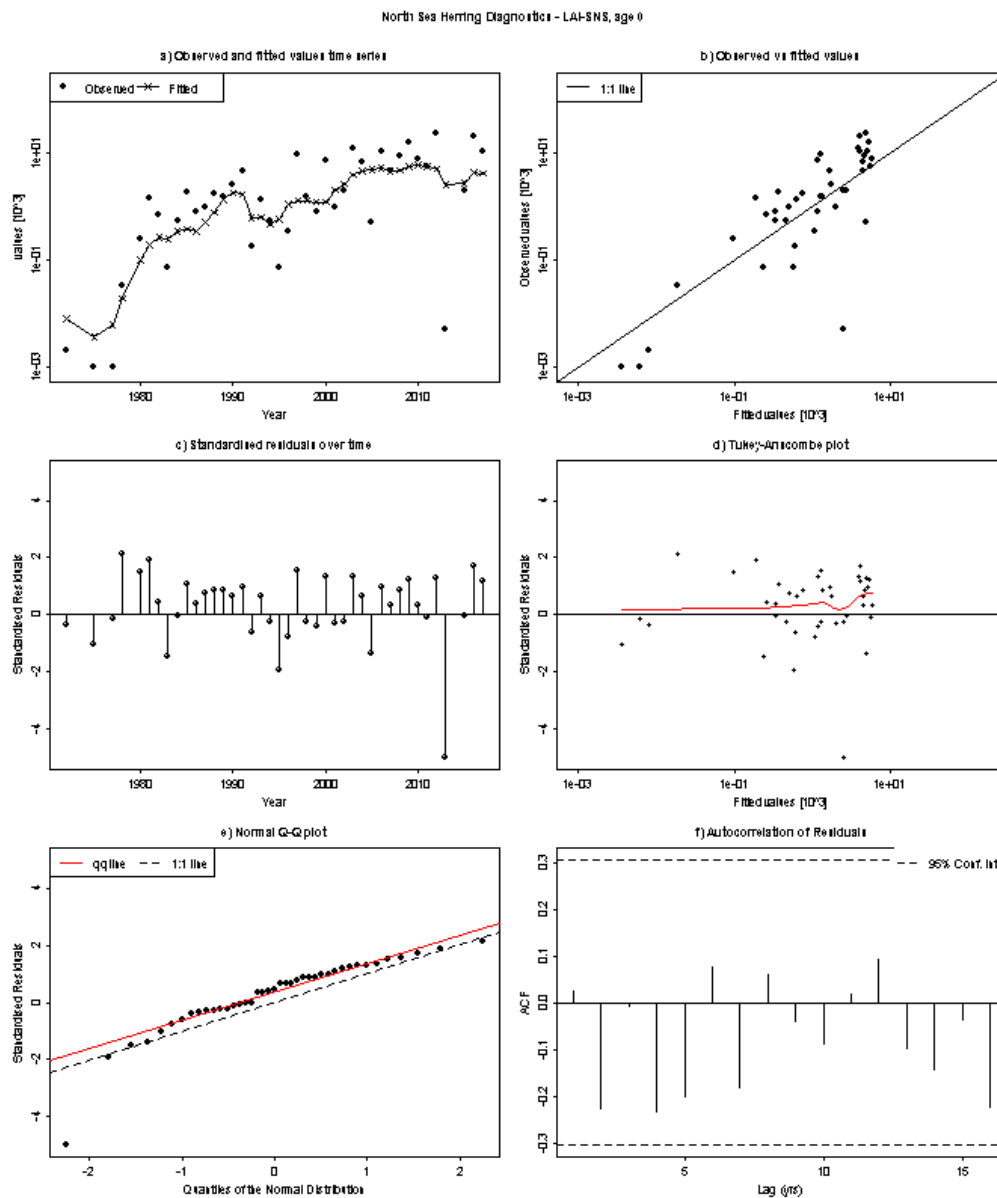 North Sea Herring Diagnostics - LAI-SNS, age 0
a) Observed and fitted values time series
Observed Fitted
values [10^3]
1e-03 1e-01 1e+01
1980 1990 2000 2010
Year
b) Observed vs fitted values
1:1 line
Observed values [10^3]
1e-03 1e-01 1e+01
1e-03 1e-01 1e+01
Fitted values [10^3]
c) Standardised residuals over time
Standardised Residuals
-4 -2 0 2 4
1980 1990 2000 2010
Year
d) Tukey-Anscombe plot
Standardised Residuals
-4 -2 0 2 4
1e-03 1e-01 1e+01
Fitted values [10^3]
e) Normal Q-Q plot
qq line 1:1 line
Standardised Residuals
-4 -2 0 2 4
-2 -1 0 1 2
Quantiles of the Normal Distribution
f) Autocorrelation of Residuals
95% Conf. Int
ACF
-0.3 -0.2 -0.1 0.0 0.1 0.2 0.3
5 10 15
Lag (yrs)